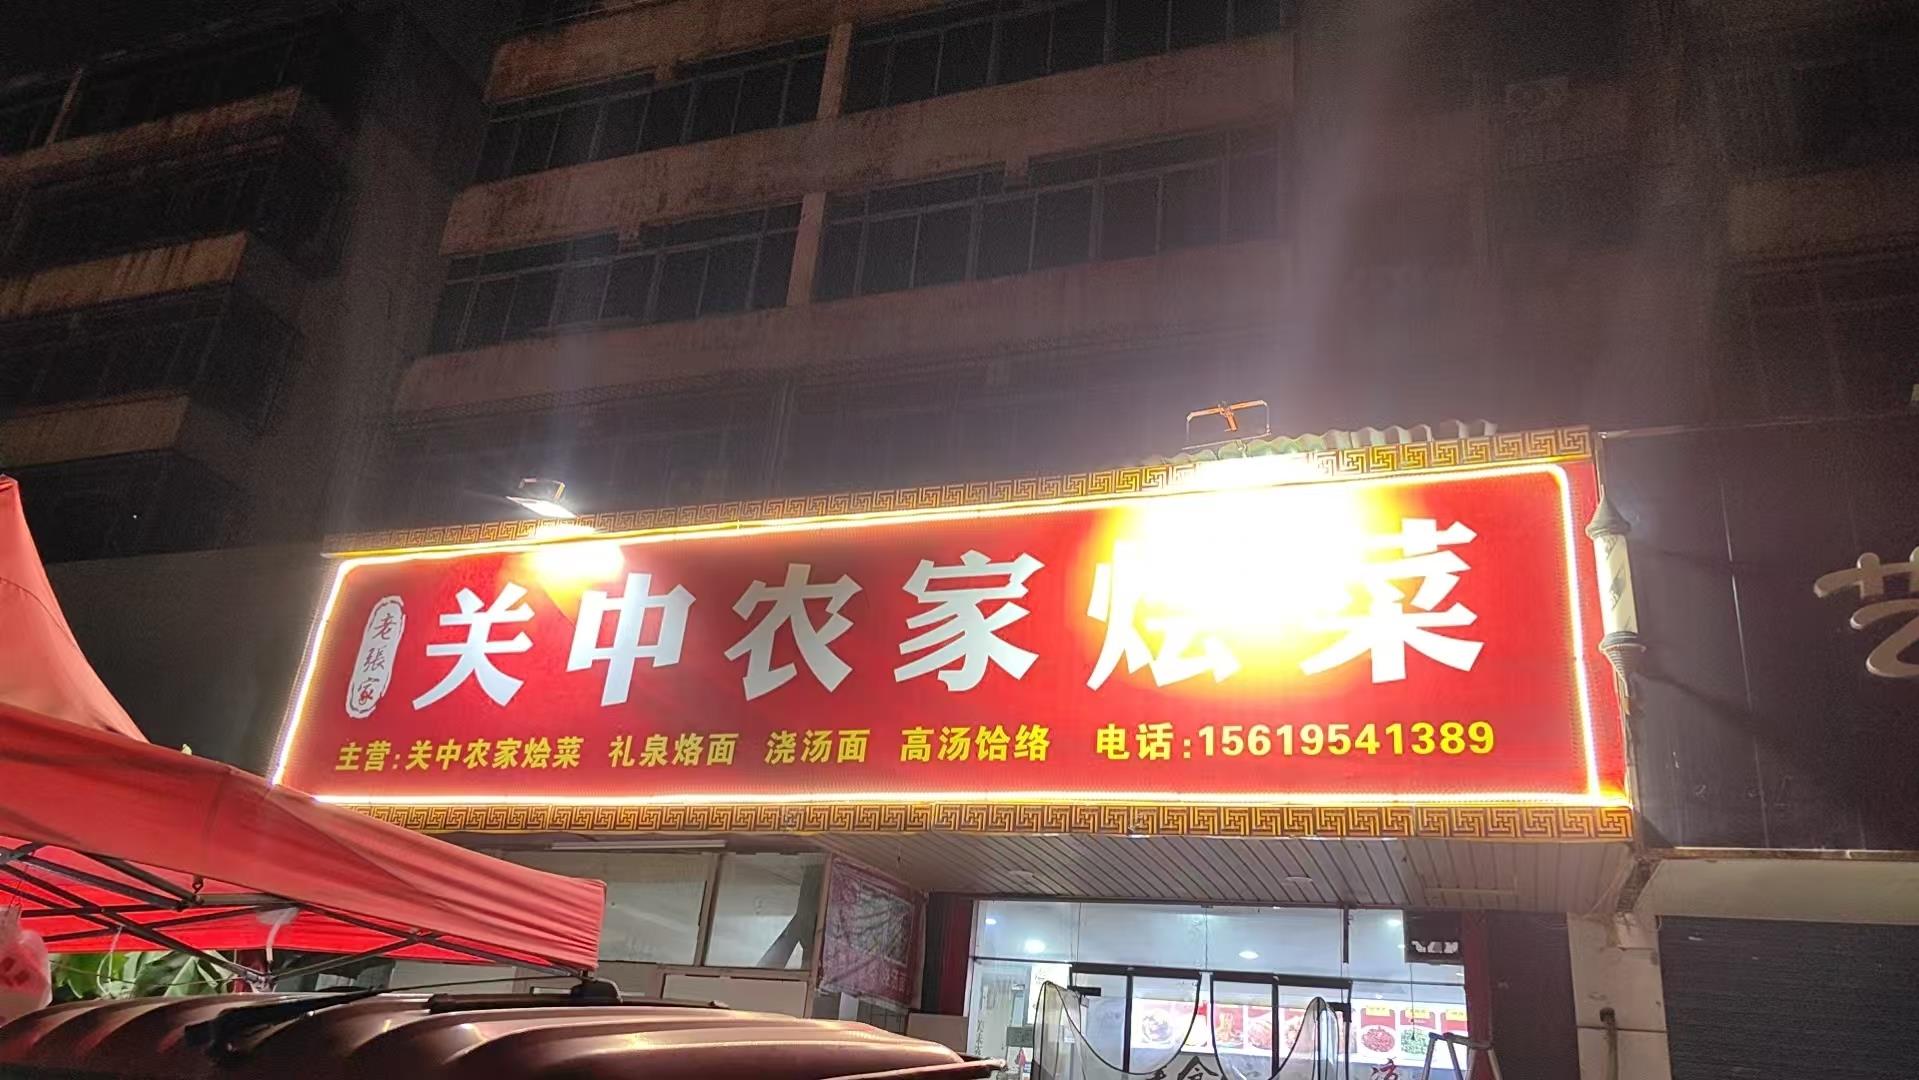 老張家
关中农家烩菜
主营:关中农家烩菜 礼泉烙面 浇汤面 高汤饸络 电话:15619541389
艺